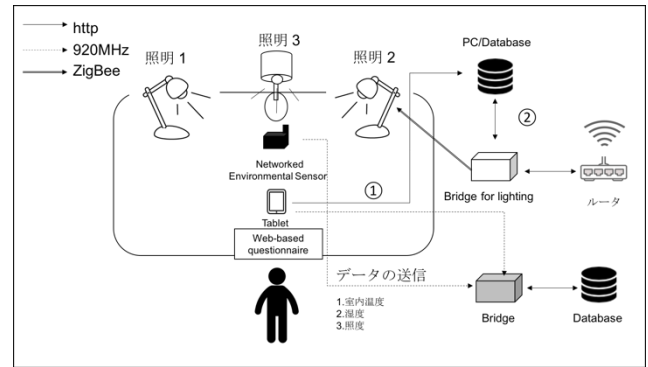 http
920MHz
ZigBee
照明 1
照明 3
照明 2
PC/Database
②
Networked
Environmental Sensor
①
Bridge for lighting
ルータ
Tablet
Web-based
questionnaire
データの送信
1.室内温度
2.湿度
3.照度
Bridge
Database